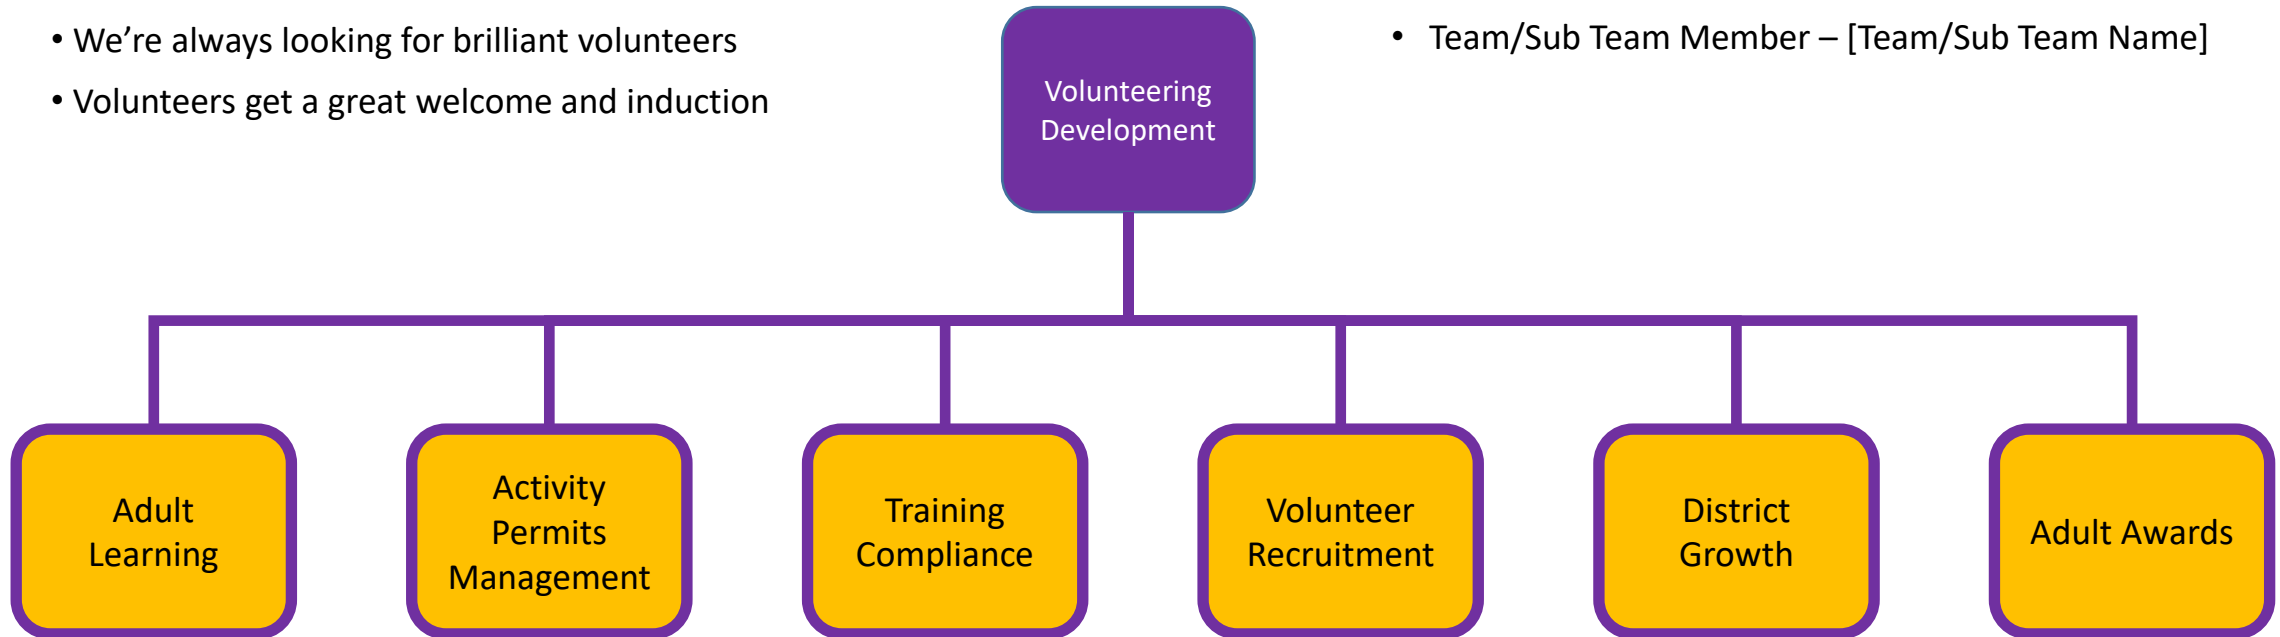 • We’re always looking for brilliant volunteers
• Volunteers get a great welcome and induction
Volunteering
Development
• Team/Sub Team Member – [Team/Sub Team Name]
Adult
Learning
Activity
Permits
Management
Training
Compliance
Volunteer
Recruitment
District
Growth
Adult Awards